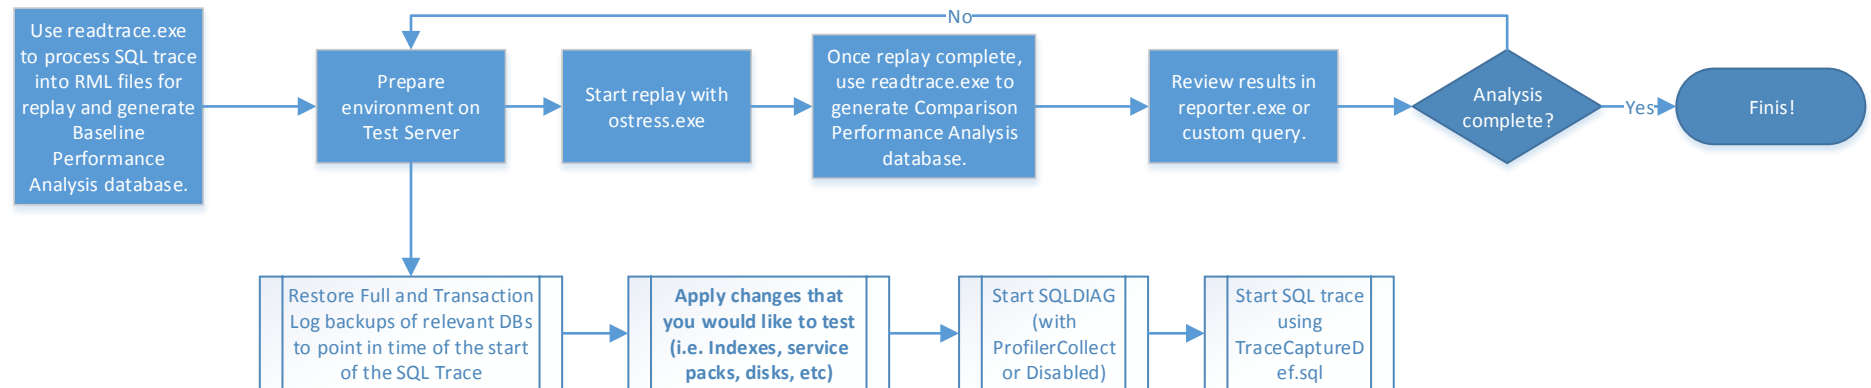 No
Use readtrace.exe
to process SQL trace
into RML files for
replay and generate
Baseline
Performance
Analysis database.
Prepare
environment on
Test Server
Start replay with
ostress.exe
Once replay complete,
use readtrace.exe to
generate Comparison
Performance Analysis
database.
Review results in
reporter.exe or
custom query.
Analysis
complete?
Yes
Finis!
Restore Full and Transaction
Log backups of relevant DBs
to point in time of the start
of the SQL Trace
Apply changes that
you would like to test
(i.e. Indexes, service
packs, disks, etc)
Start SQLDIAG
(with
ProfilerCollect
or Disabled)
Start SQL trace
using
TraceCaptureD
ef.sql